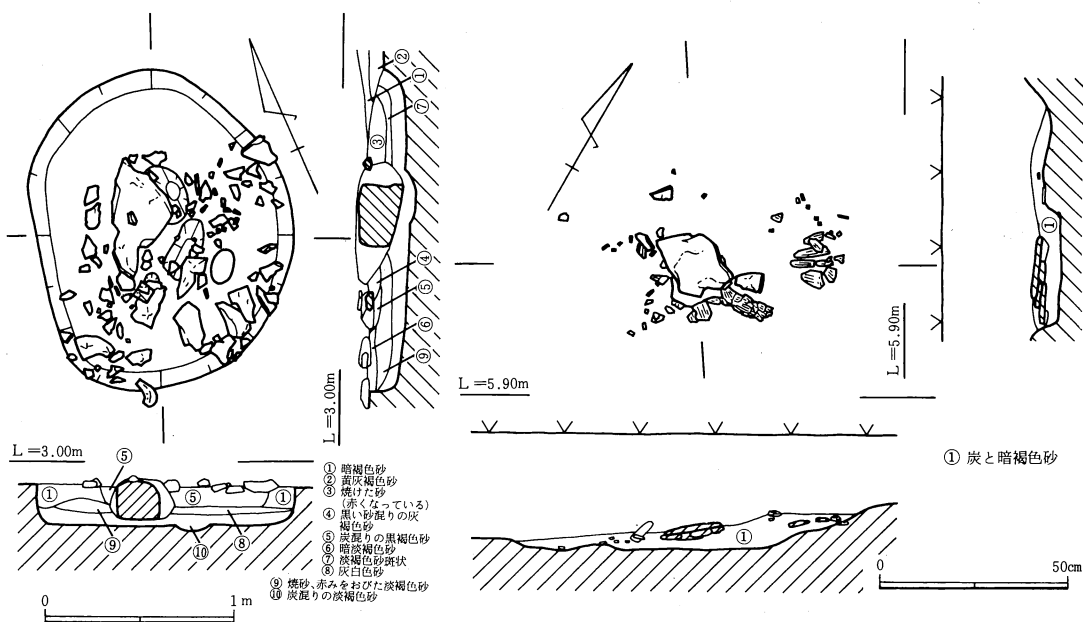 ②
①
⑦
③
④
⑤
⑥
⑨
L=3.00m
L=3.00m
⑤
①
⑤
①
⑨
⑩
⑧
① 暗褐色砂
② 黄灰褐色砂
③ 焼けた砂
(赤くなっている)
④ 黒い砂混りの灰
褐色砂
⑤ 炭混りの黒褐色砂
⑥ 暗淡褐色砂
⑦ 淡褐色砂斑状
⑧ 灰白色砂
⑨ 焼砂、赤みをおびた淡褐色砂
⑩ 炭混りの淡褐色砂
0 1m
①
L=5.90m
L=5.90m
① 炭と暗褐色砂
①
0 50cm